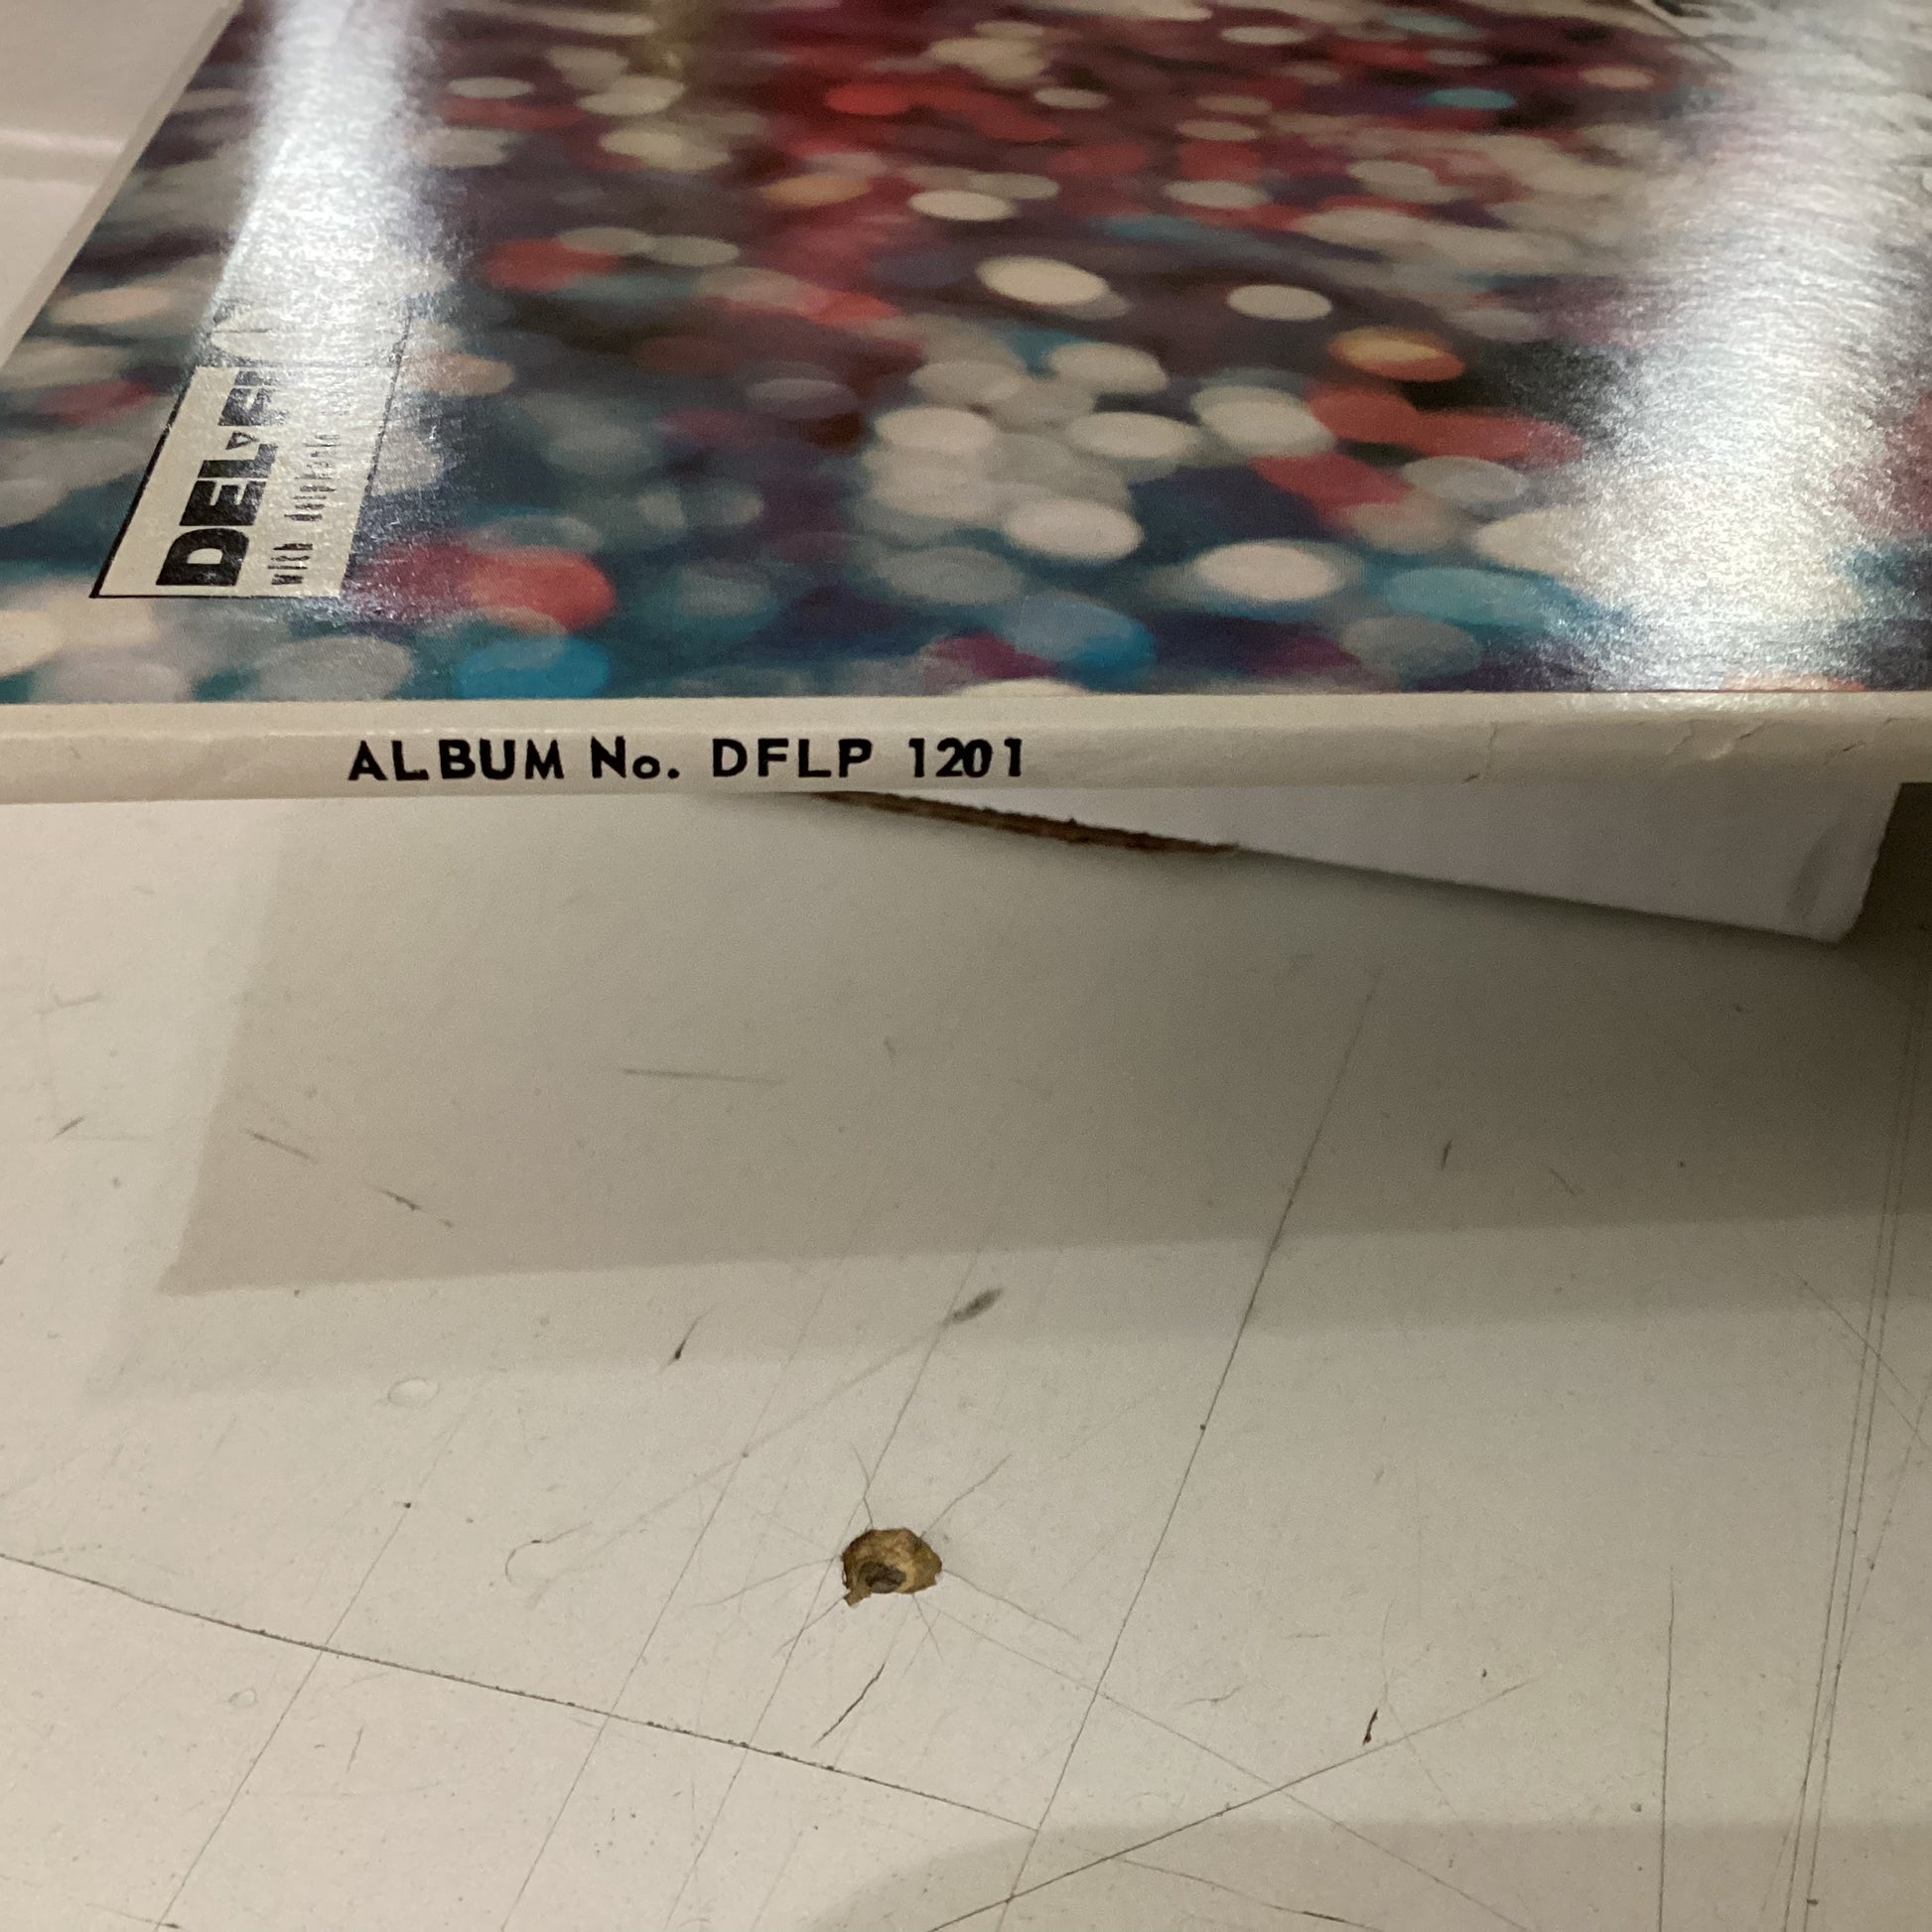 DEL-FI
with
ALBUM No. DFLP 1201